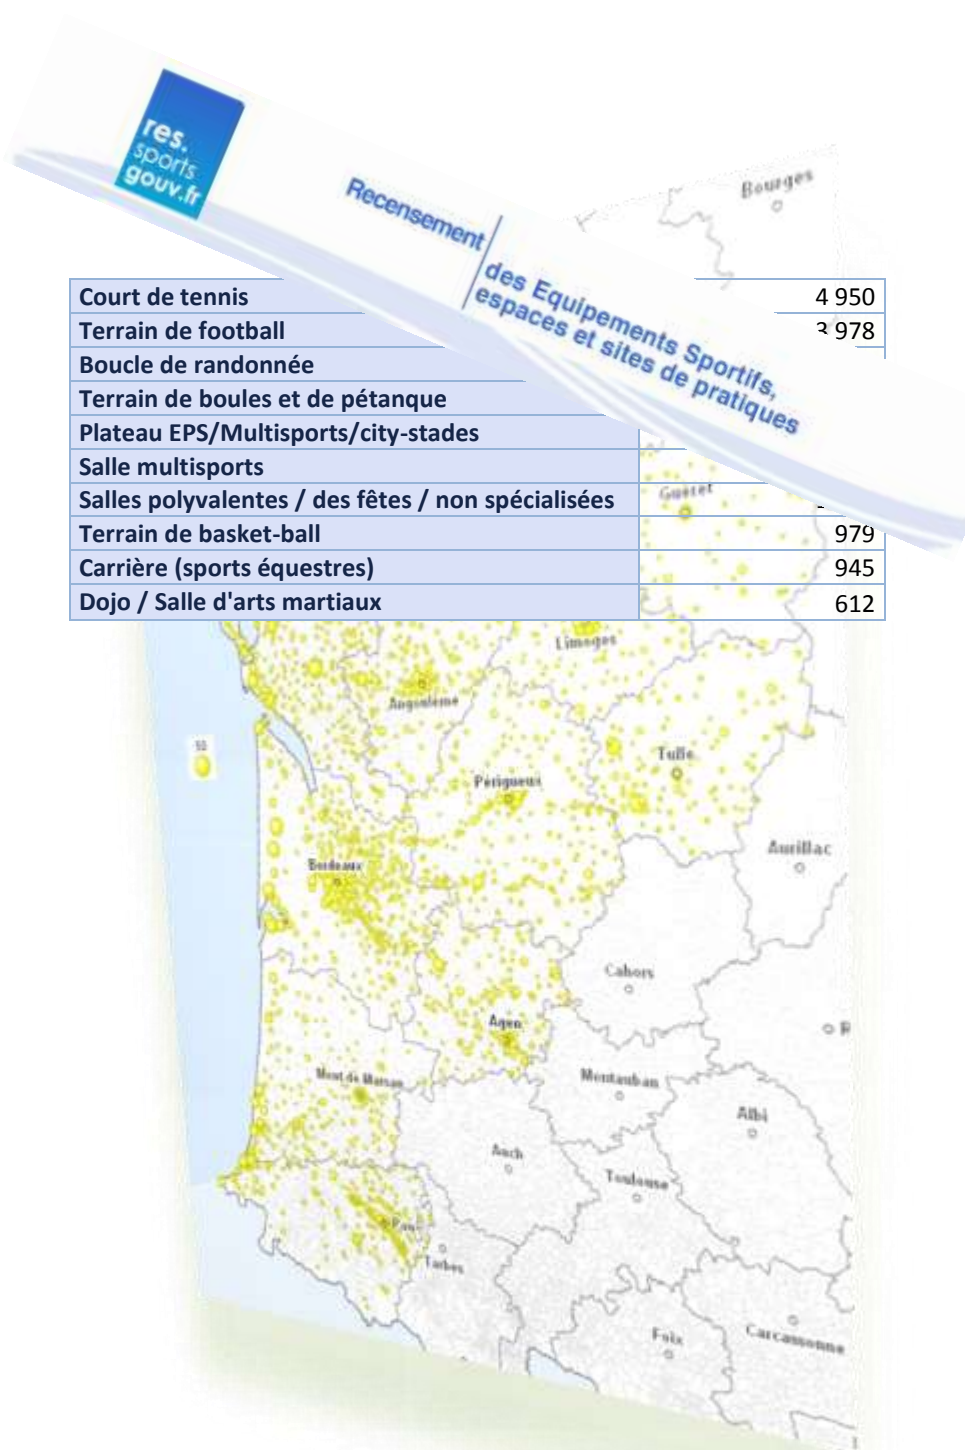 res.
sports
gouv.fr
Recensement
des Equipements Sportifs,
espaces et sites de pratiques
Bourges
Court de tennis 4 950
Terrain de football 3 978
Boucle de randonnée
Terrain de boules et de pétanque
Plateau EPS/Multisports/city-stades
Salle multisports
Salles polyvalentes / des fêtes / non spécialisées
Guéret
Terrain de basket-ball 979
Carrière (sports équestres) 945
Dojo / Salle d'arts martiaux 612
Limoges
Angoulême
50
Tulle
Périgueux
Aurillac
Bordeaux
Cahors
Agen
R
Mont de Marsan
Montauban
Albi
Auch
Toulouse
Pau
Tarbes
Foix
Carcassonne